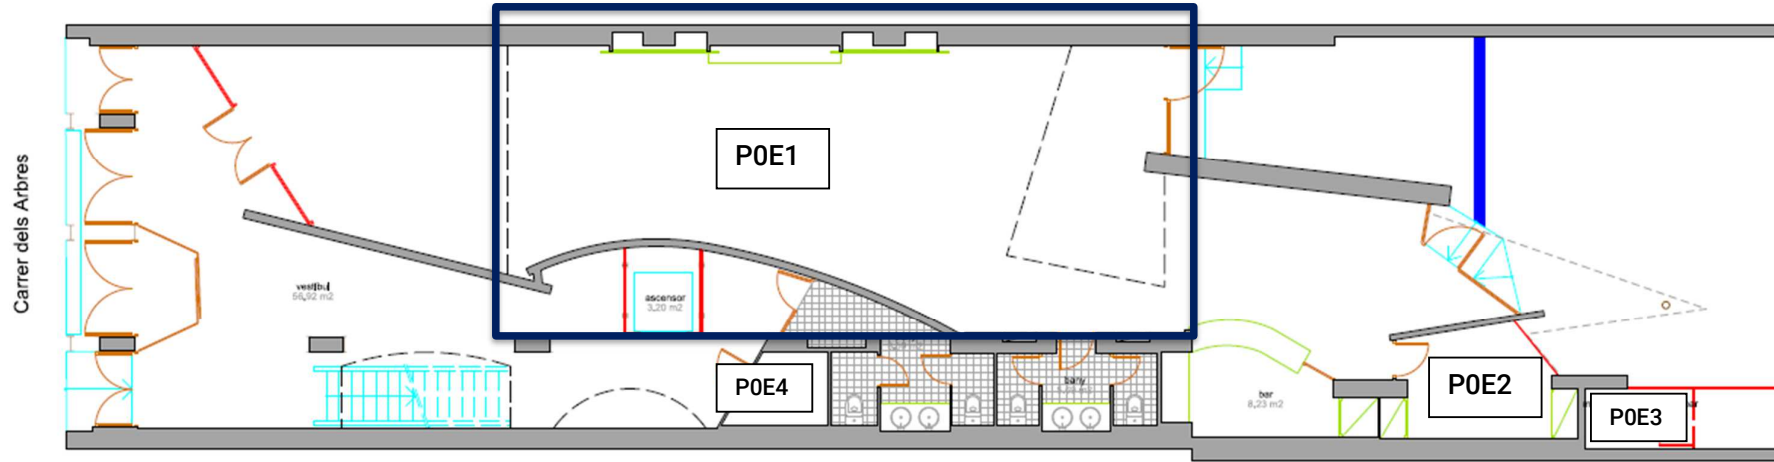 Carrer dels Arbres
vestíbul
56,92 m2
P0E1
ascensor
3,20 m2
P0E4
bany
bar
8,23 m2
P0E2
P0E3